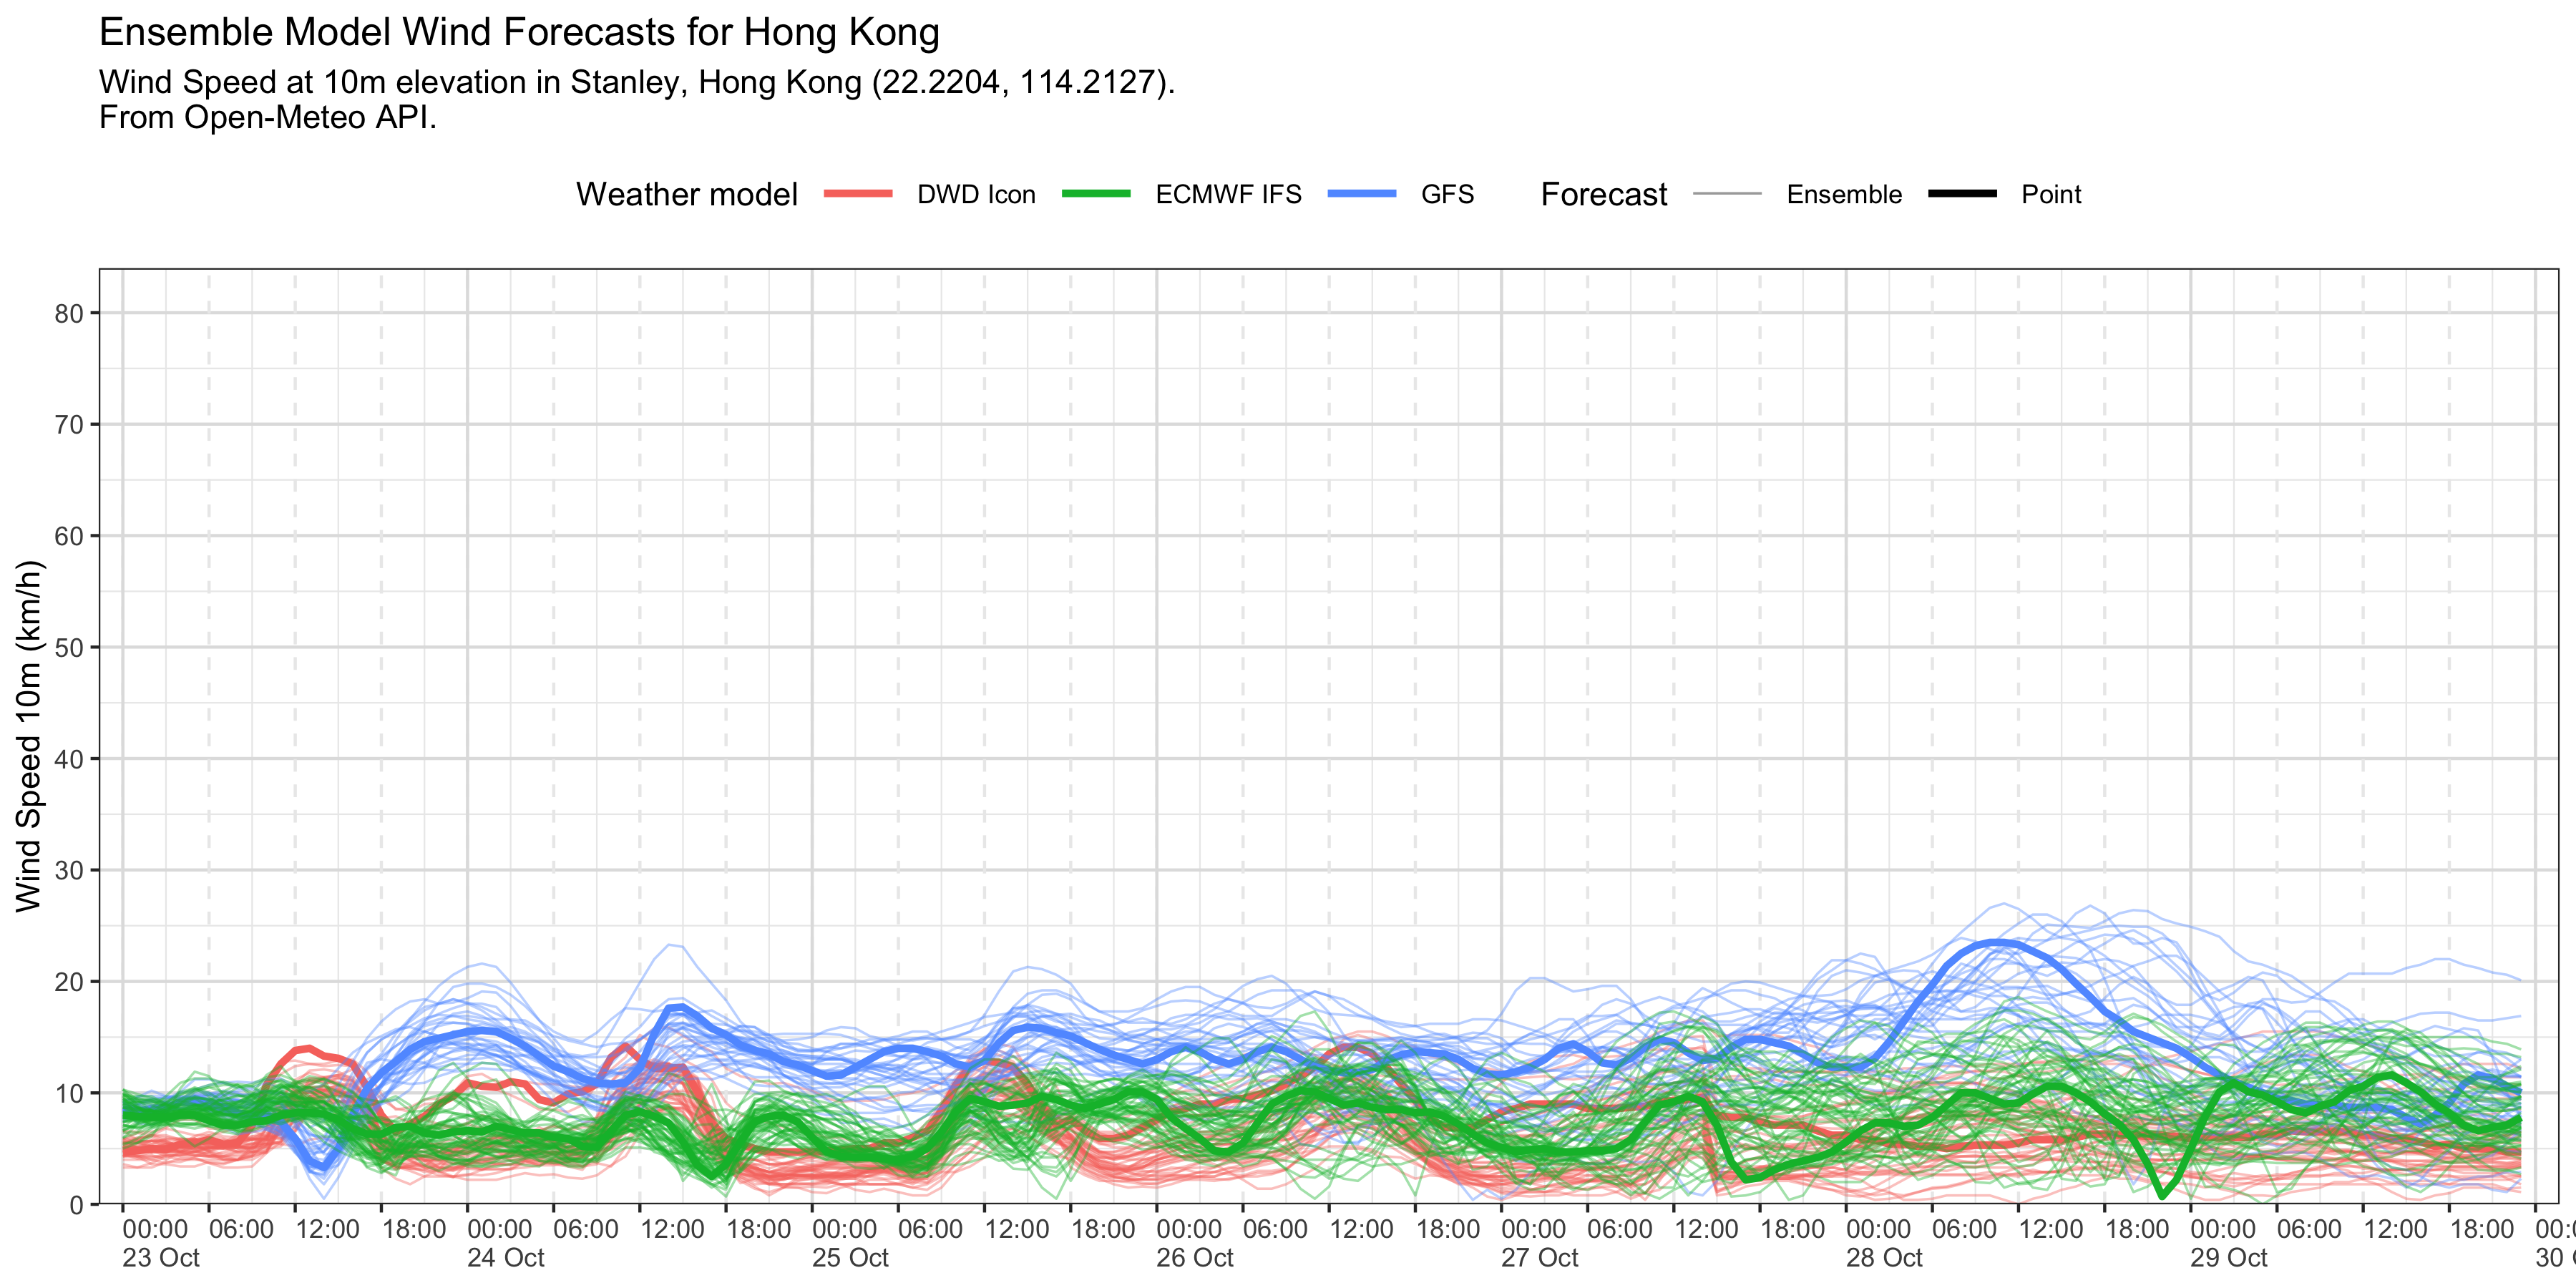 Ensemble Model Wind Forecasts for Hong Kong
Wind Speed at 10m elevation in Stanley, Hong Kong (22.2204, 114.2127).
From Open-Meteo API.
Weather model DWD Icon ECMWF IFS GFS Forecast Ensemble Point
Wind Speed 10m (km/h)
80
70
60
50
40
30
20
10
0
00:00 06:00 12:00 18:00 00:00 06:00 12:00 18:00 00:00 06:00 12:00 18:00 00:00 06:00 12:00 18:00 00:00 06:00 12:00 18:00 00:00 06:00 12:00 18:00 00:00 06:00 12:00 18:00
23 Oct 24 Oct 25 Oct 26 Oct 27 Oct 28 Oct 29 Oct 30